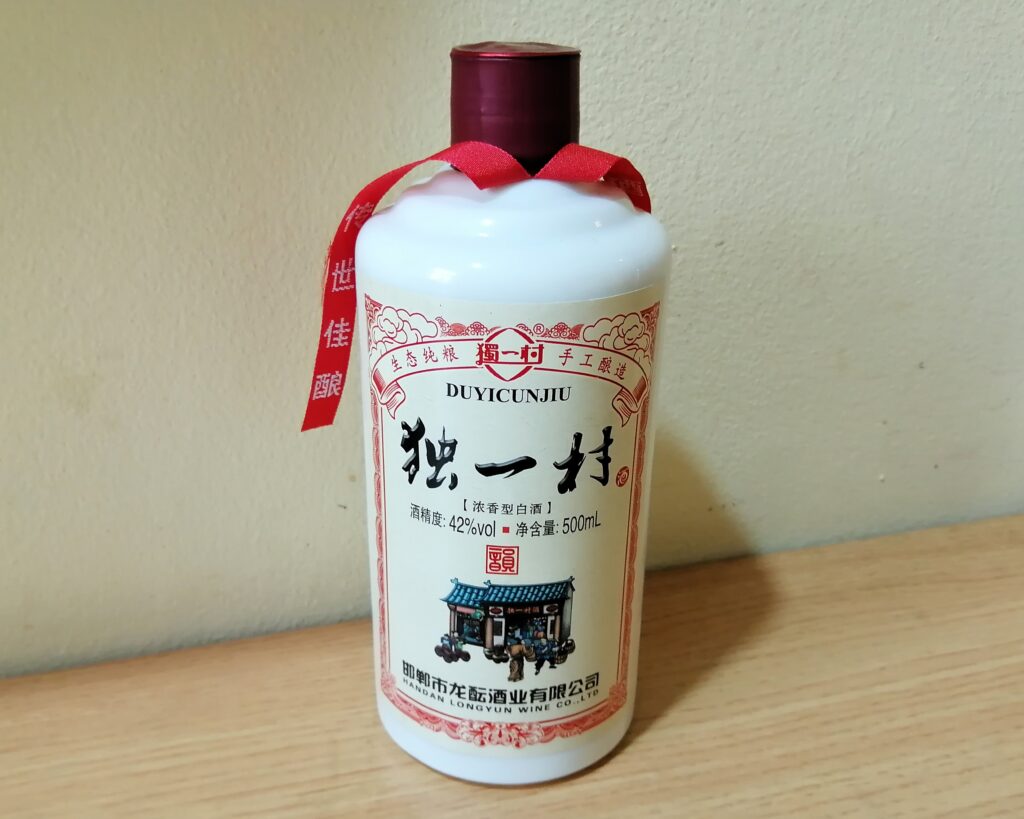 传
世
佳
酿
生态纯粮 獨一村® 手工酿造
DUYICUNJIU
独一村
酒
【浓香型白酒】
酒精度: 42%vol ▪ 净含量: 500mL
韻
独一村酒
邯郸市龙酝酒业有限公司
HANDAN LONGYUN WINE CO.,LTD